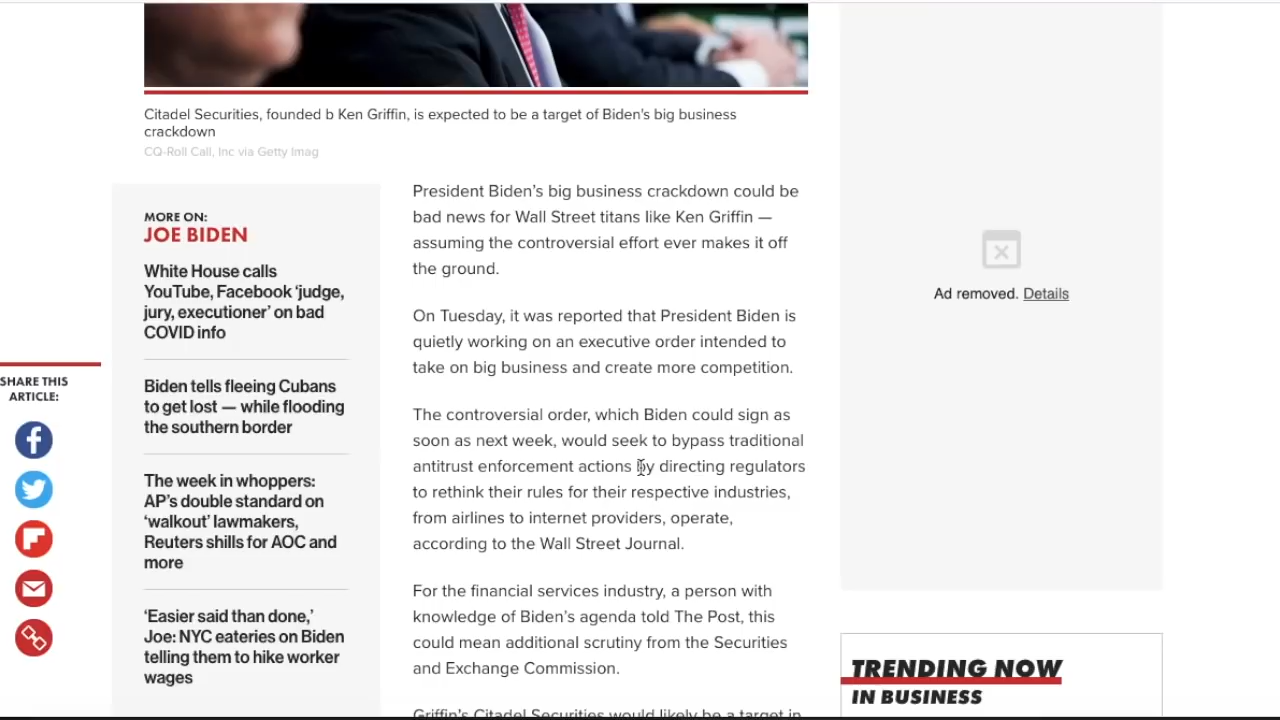 Citadel Securities, founded b Ken Griffin, is expected to be a target of Biden's big business
crackdown
CQ-Roll Call, Inc via Getty Imag
MORE ON:
JOE BIDEN
White House calls
YouTube, Facebook ‘judge,
jury, executioner’ on bad
COVID info
Biden tells fleeing Cubans
to get lost — while flooding
the southern border
The week in whoppers:
AP’s double standard on
‘walkout’ lawmakers,
Reuters shills for AOC and
more
‘Easier said than done,’
Joe: NYC eateries on Biden
telling them to hike worker
wages
SHARE THIS
ARTICLE:
President Biden’s big business crackdown could be
bad news for Wall Street titans like Ken Griffin —
assuming the controversial effort ever makes it off
the ground.
On Tuesday, it was reported that President Biden is
quietly working on an executive order intended to
take on big business and create more competition.
The controversial order, which Biden could sign as
soon as next week, would seek to bypass traditional
antitrust enforcement actions by directing regulators
to rethink their rules for their respective industries,
from airlines to internet providers, operate,
according to the Wall Street Journal.
For the financial services industry, a person with
knowledge of Biden’s agenda told The Post, this
could mean additional scrutiny from the Securities
and Exchange Commission.
Griffin’s Citadel Securities would likely be a target in
Ad removed. Details
TRENDING NOW
IN BUSINESS